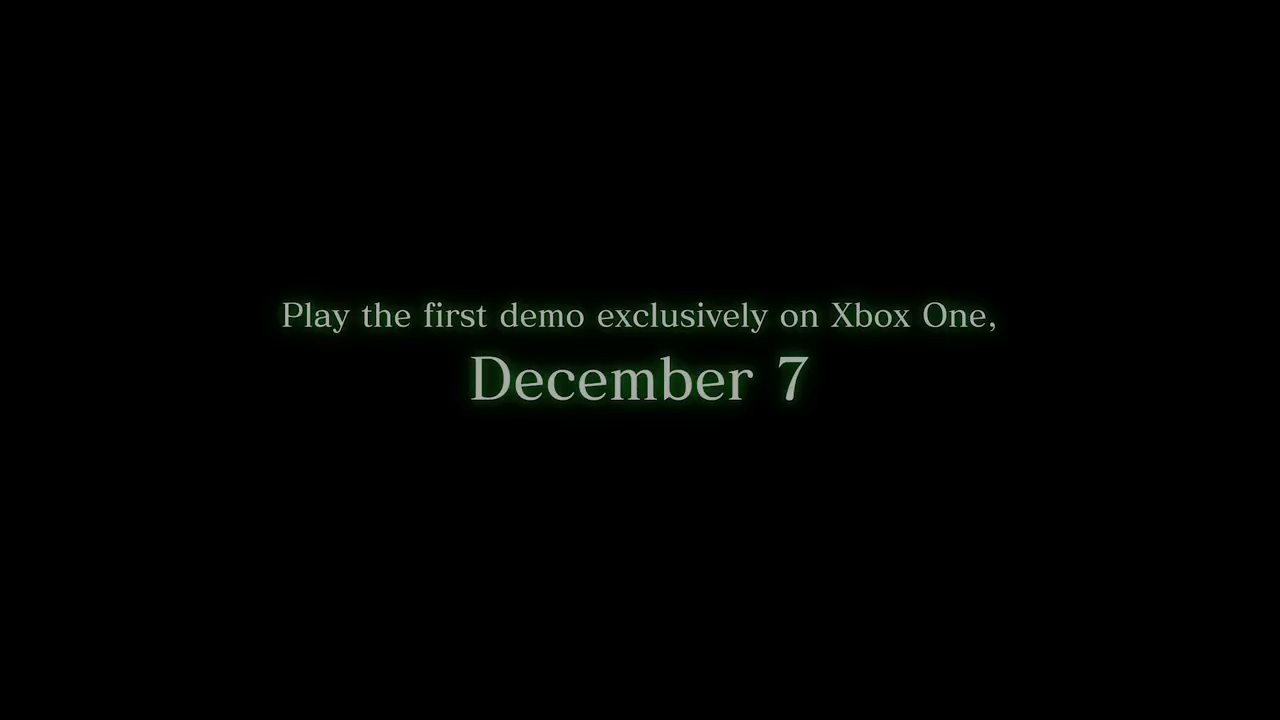 Play the first demo exclusively on Xbox One,
December 7